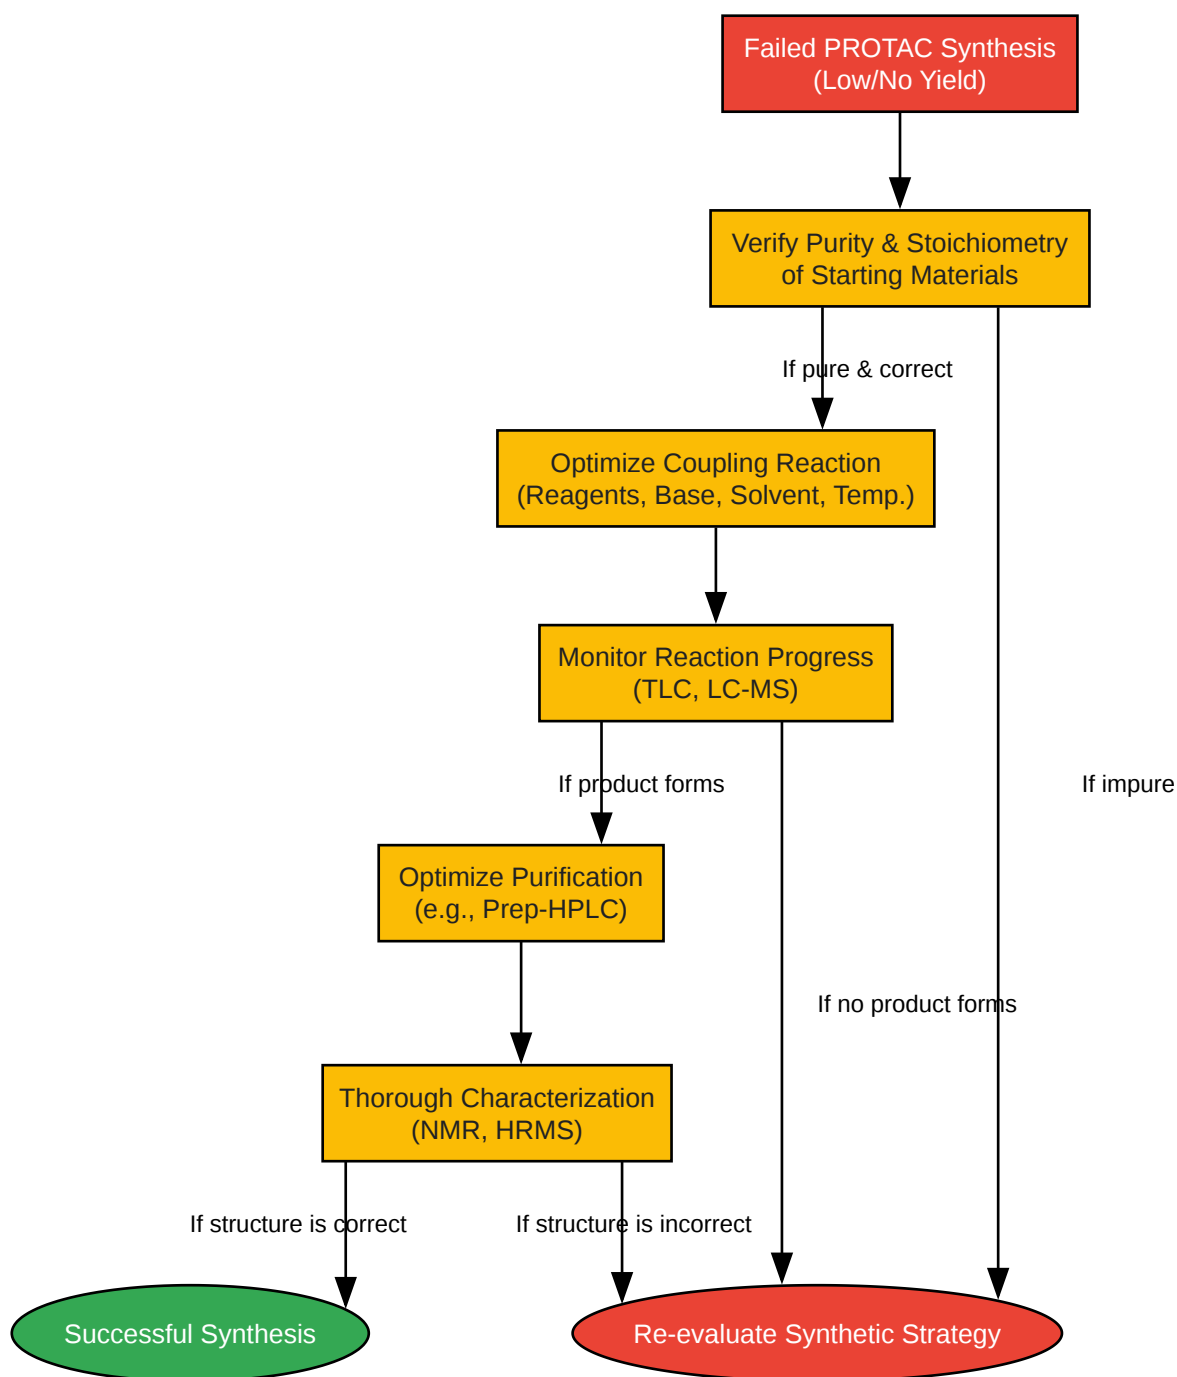 Failed PROTAC Synthesis
(Low/No Yield)
Verify Purity & Stoichiometry
of Starting Materials
If pure & correct
Optimize Coupling Reaction
(Reagents, Base, Solvent, Temp.)
Monitor Reaction Progress
(TLC, LC-MS)
If product forms
If impure
Optimize Purification
(e.g., Prep-HPLC)
If no product forms
Thorough Characterization
(NMR, HRMS)
If structure is correct
If structure is incorrect
Successful Synthesis
Re-evaluate Synthetic Strategy